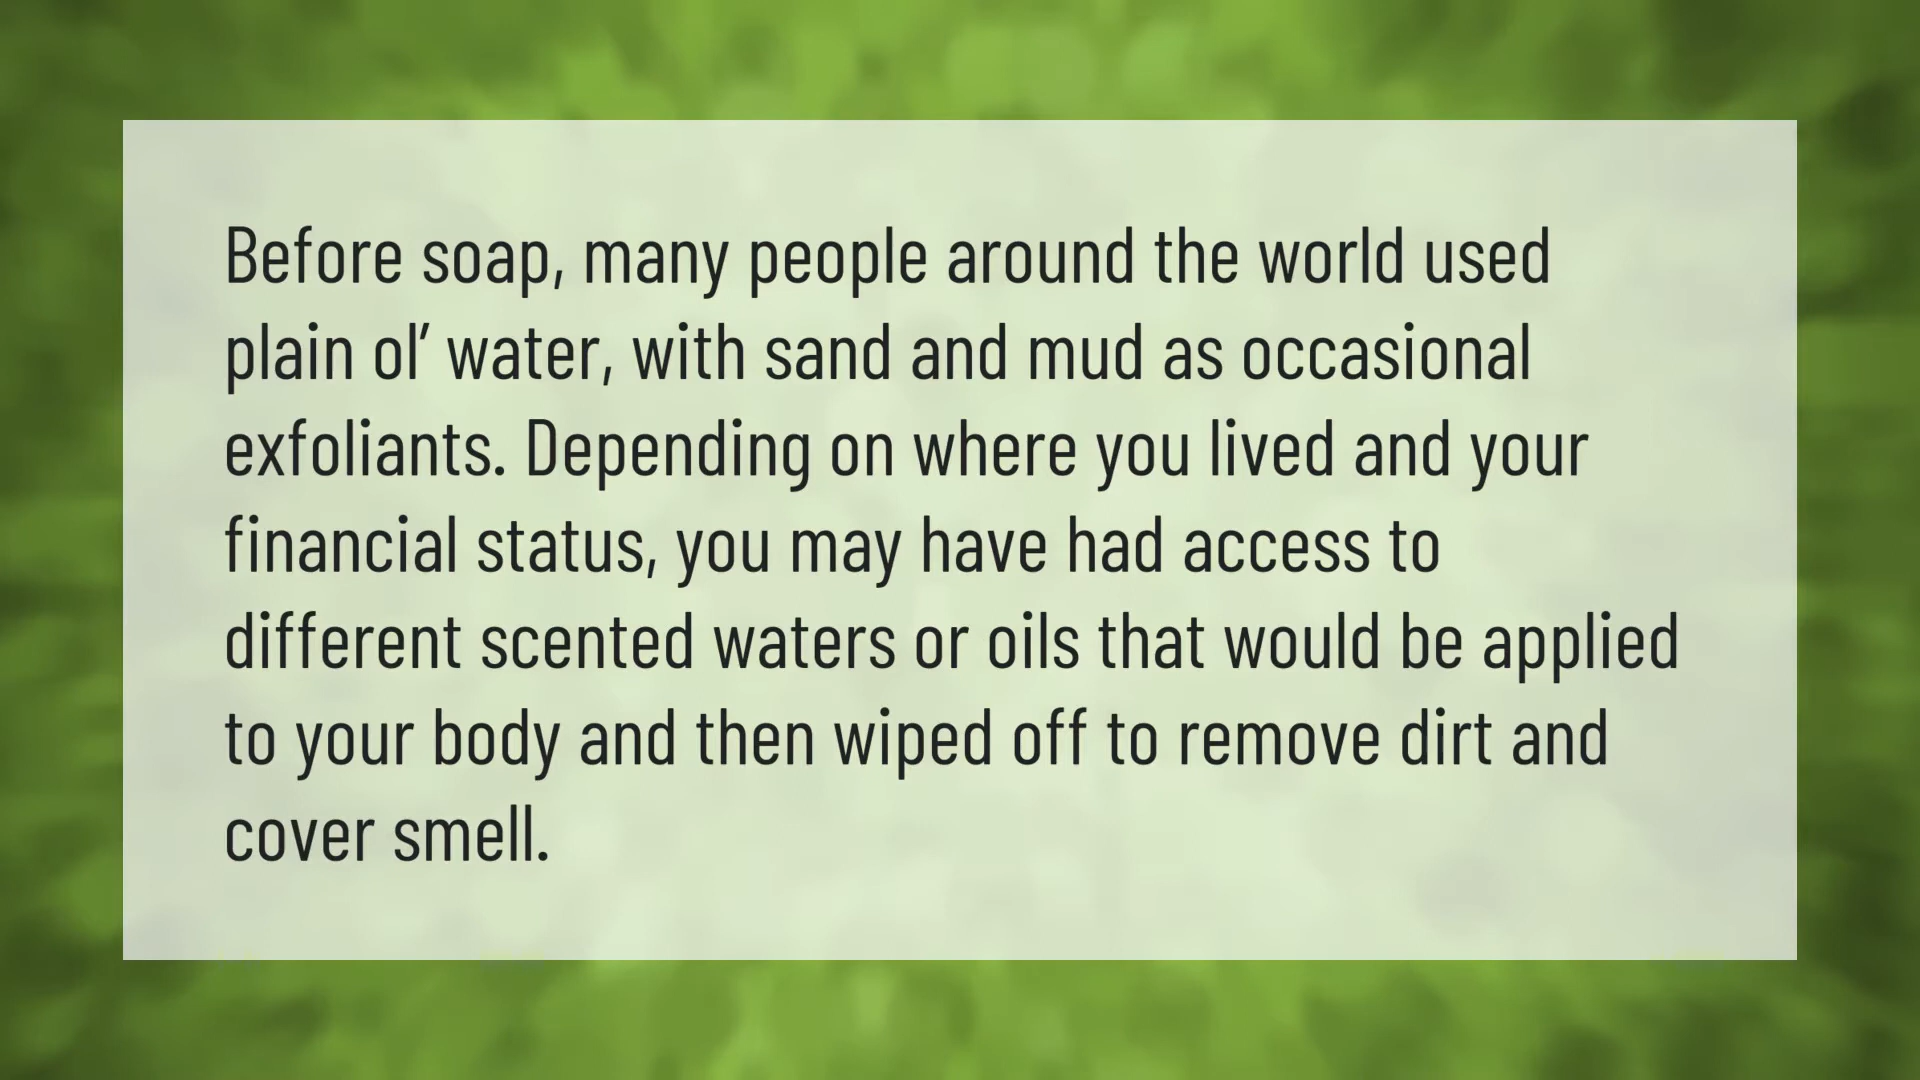 Before soap, many people around the world used
plain ol’ water, with sand and mud as occasional
exfoliants. Depending on where you lived and your
financial status, you may have had access to
different scented waters or oils that would be applied
to your body and then wiped off to remove dirt and
cover smell.